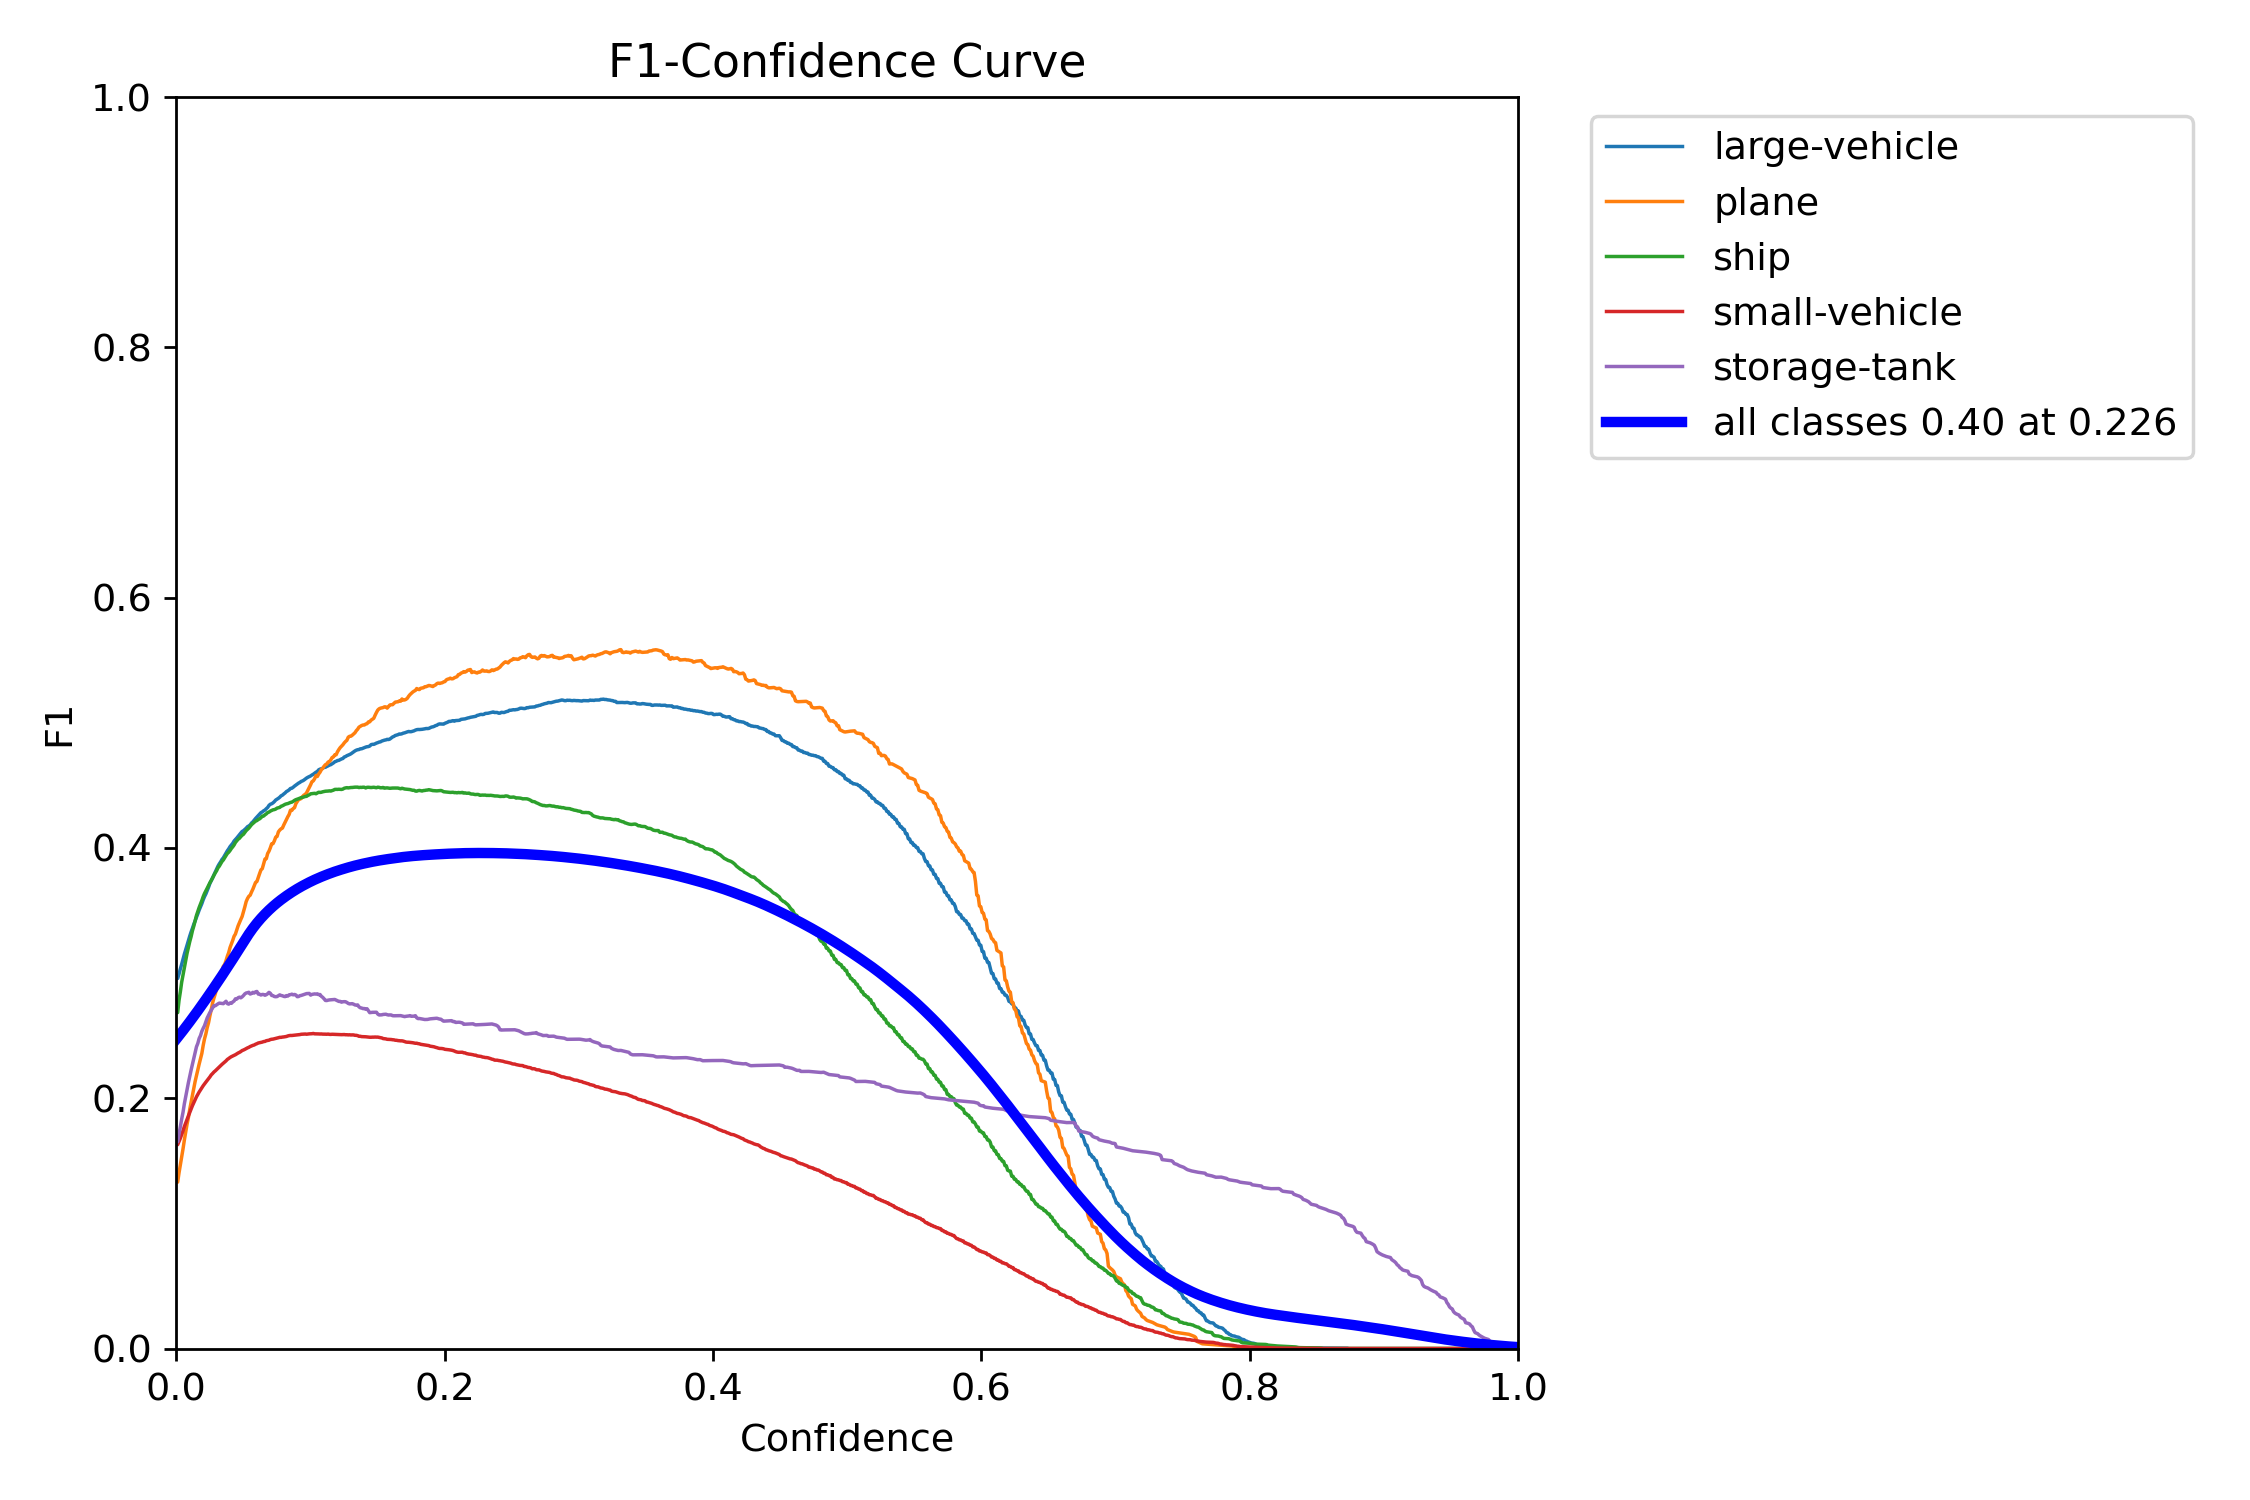 F1-Confidence Curve
1.0
0.8
0.6
0.4
0.2
0.0
F1
0.0 0.2 0.4 0.6 0.8 1.0
Confidence
large-vehicle
plane
ship
small-vehicle
storage-tank
all classes 0.40 at 0.226